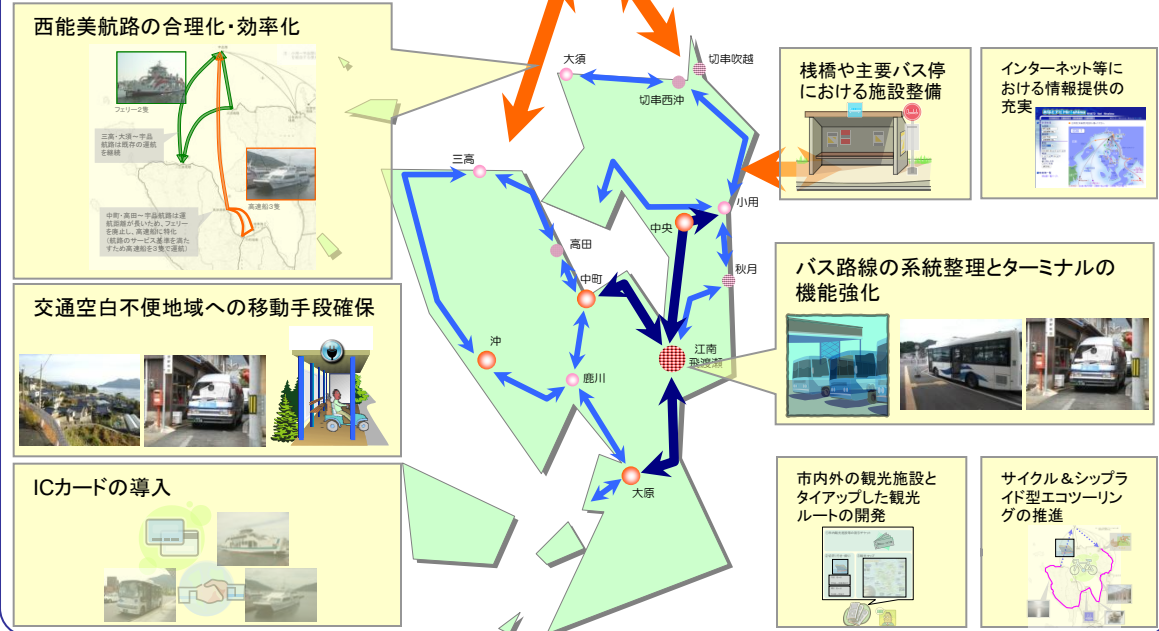 西能美航路の合理化・効率化
フェリー2隻
三高・大須～宇品
航路は既存の運航
を継続
高速船3隻
中町・高田～宇品航路は運
航距離が長いため、フェリー
を廃止し、高速船に特化
(航路のサービス基準を満た
すため高速船を3隻で運航)
交通空白不便地域への移動手段確保
ICカードの導入
大須
切串吹越
切串西沖
三高
小用
中央
高田
秋月
中町
江南
飛渡瀬
沖
鹿川
大原
桟橋や主要バス停
における施設整備
インターネット等に
おける情報提供の
充実
バス路線の系統整理とターミナルの
機能強化
市内外の観光施設と
タイアップした観光
ルートの開発
サイクル＆シップラ
イド型エコツーリン
グの推進